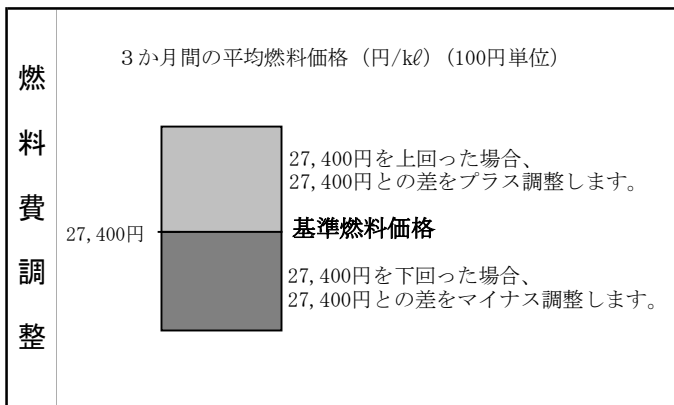 燃料費調整
３か月間の平均燃料価格（円/kℓ）(100円単位）
27,400円を上回った場合、
27,400円との差をプラス調整します。
27,400円
基準燃料価格
27,400円を下回った場合、
27,400円との差をマイナス調整します。